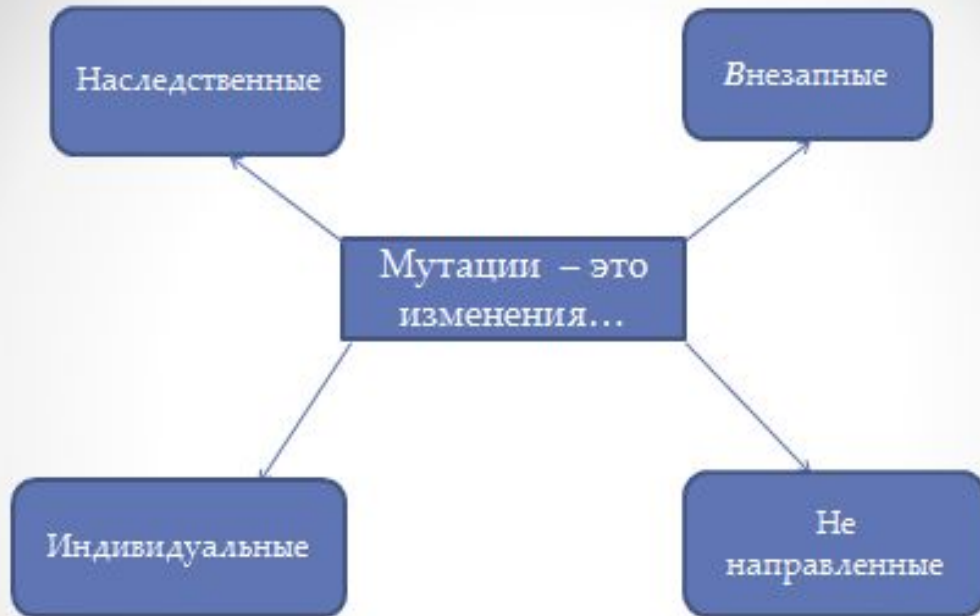 Наследственные
Внезапные
Мутации – это
изменения...
Индивидуальные
Не
направленные